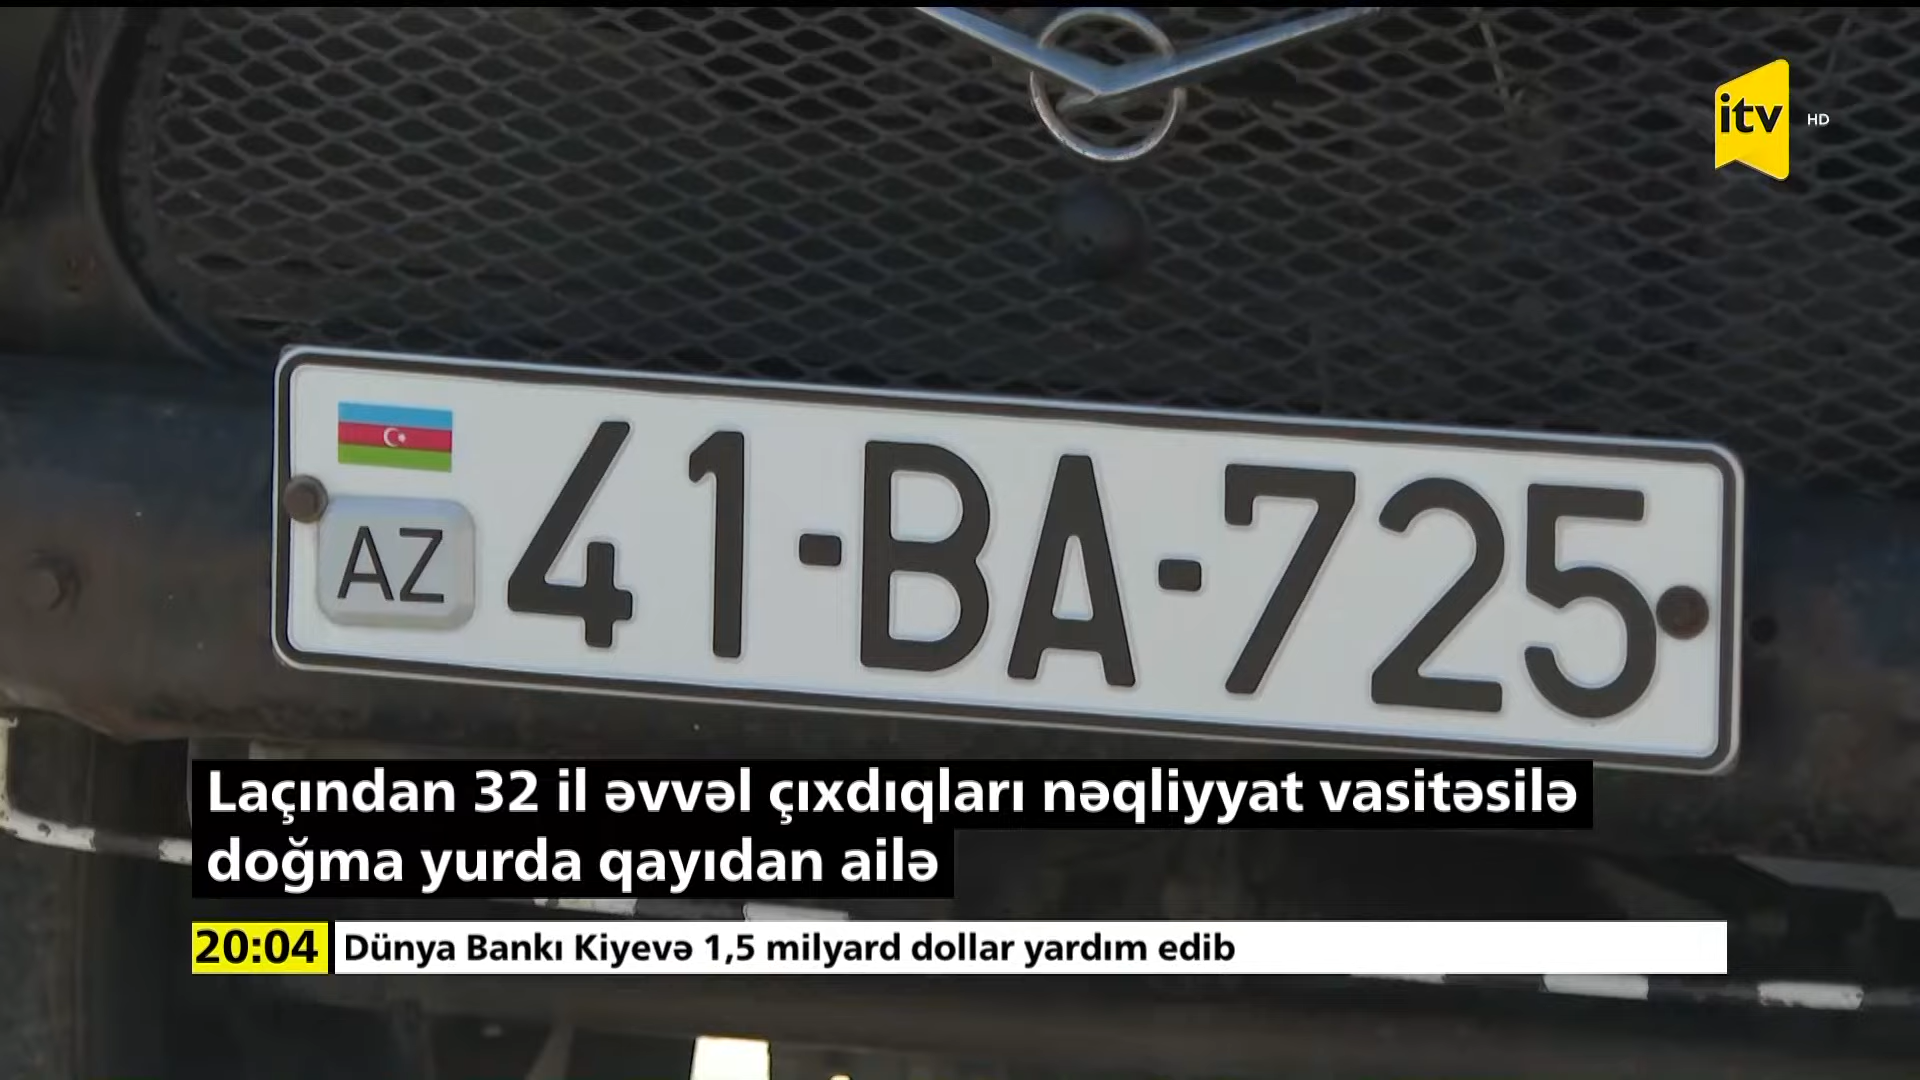 itv HD
AZ 41-BA-725
Laçından 32 il əvvəl çıxdıqları nəqliyyat vasitəsilə
doğma yurda qayıdan ailə
20:04 Dünya Bankı Kiyevə 1,5 milyard dollar yardım edib